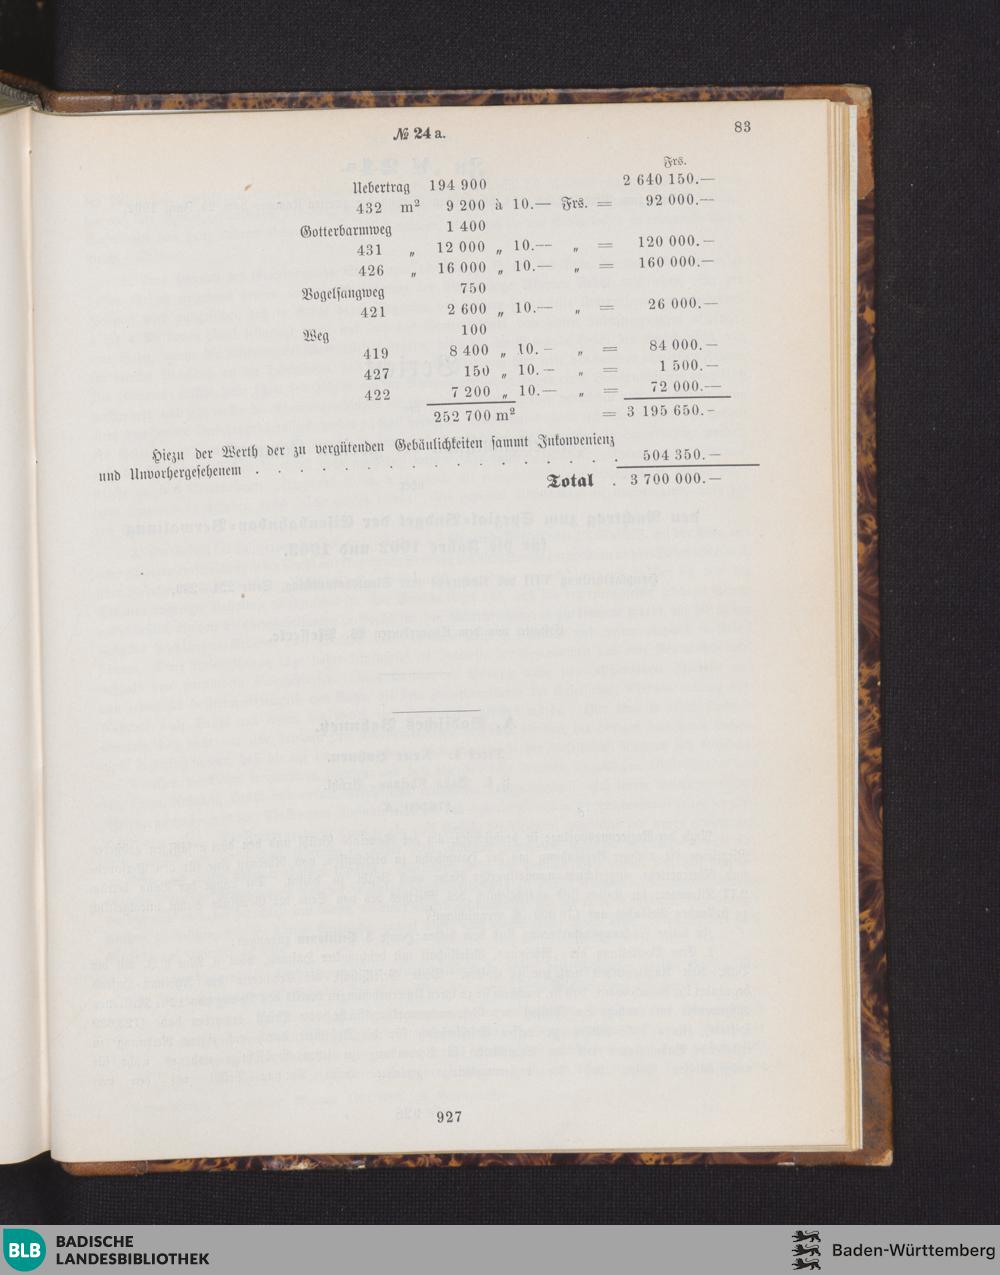 № 24 a.
83
Frs.
Uebertrag 194 900 2 640 150.—
432 m² 9 200 à 10.— Frs. = 92 000.—
Gotterbarmweg 1 400
431 „ 12 000 „ 10.— „ = 120 000.—
426 „ 16 000 „ 10.— „ = 160 000.—
Vogelsangweg 750
421 2 600 „ 10.— „ = 26 000.—
Weg 100
419 8 400 „ 10.— „ = 84 000.—
427 150 „ 10.— „ = 1 500.—
422 7 200 „ 10.— „ = 72 000.—
252 700 m² = 3 195 650.—
Hiezu der Werth der zu vergütenden Gebäulichkeiten sammt Inkonvenienz
und Unvorhergesehenem . . . . . . . . . . . . . . 504 350.—
Total . 3 700 000.—
927
BLB BADISCHE
LANDESBIBLIOTHEK
Baden-Württemberg